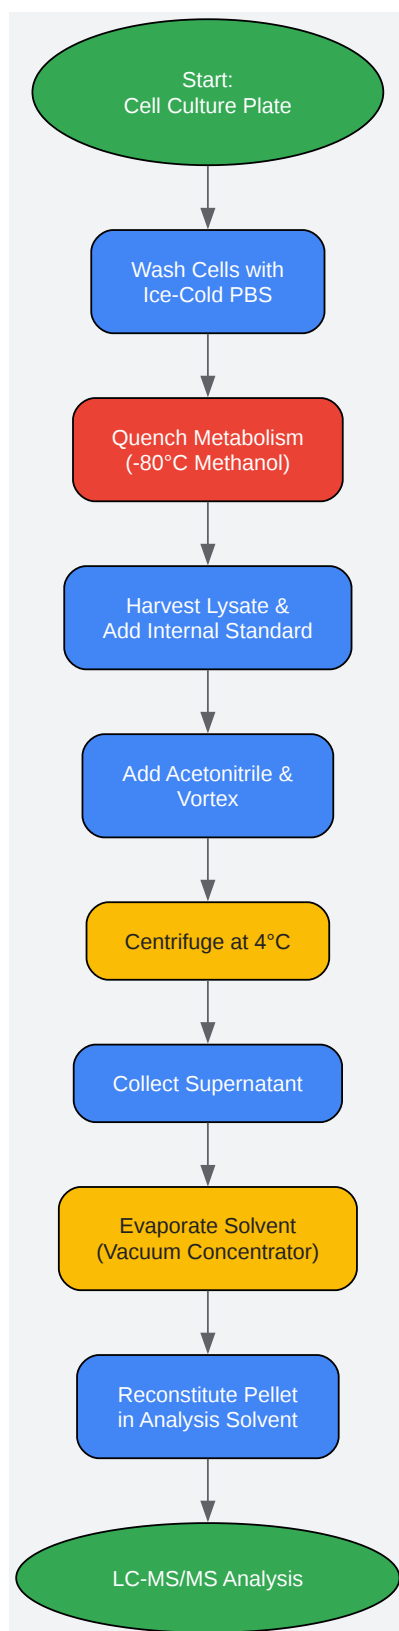 Start:
Cell Culture Plate
Wash Cells with
Ice-Cold PBS
Quench Metabolism
(-80°C Methanol)
Harvest Lysate &
Add Internal Standard
Add Acetonitrile &
Vortex
Centrifuge at 4°C
Collect Supernatant
Evaporate Solvent
(Vacuum Concentrator)
Reconstitute Pellet
in Analysis Solvent
LC-MS/MS Analysis